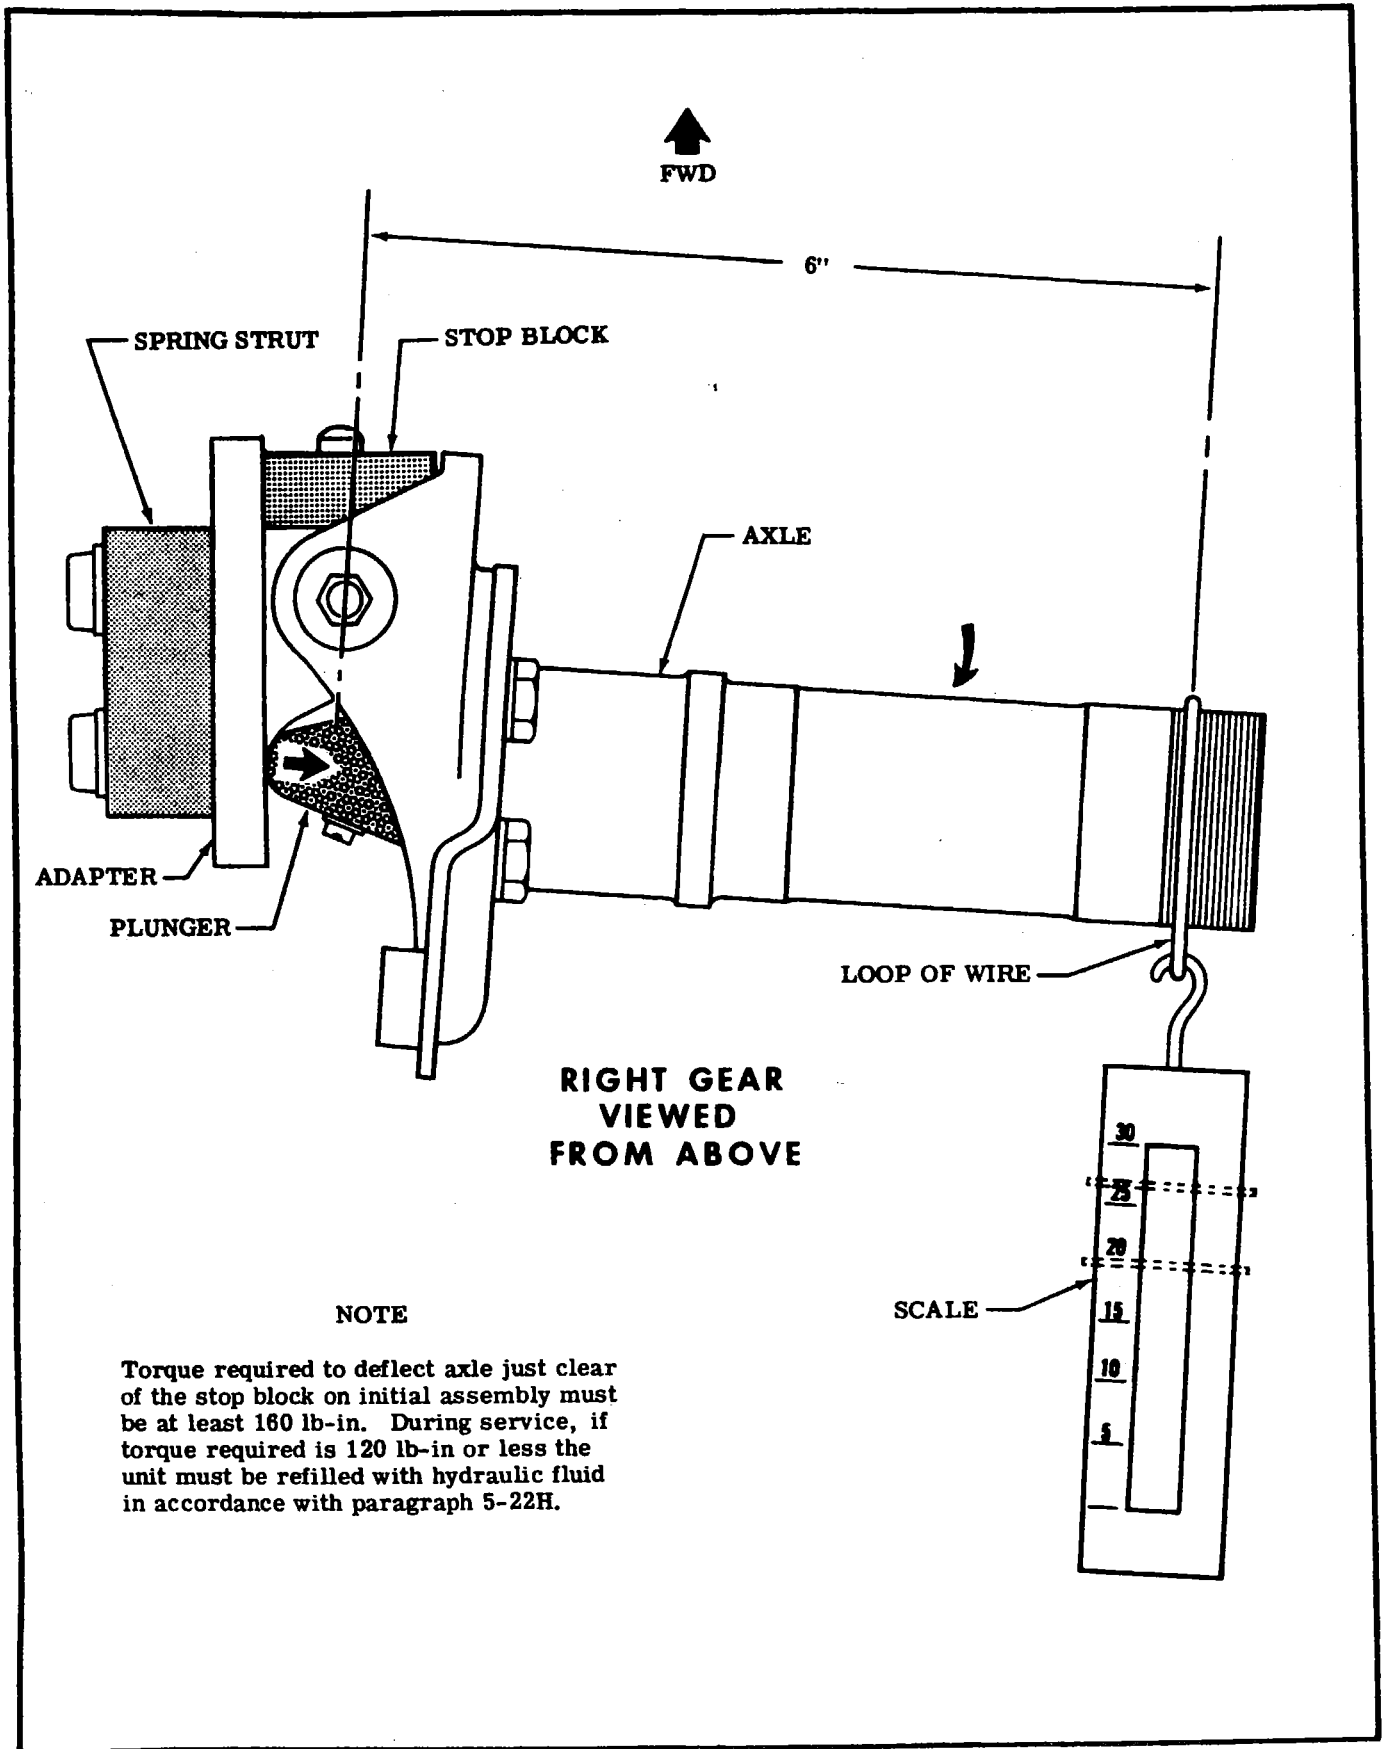 FWD
6"
SPRING STRUT
STOP BLOCK
AXLE
ADAPTER
PLUNGER
LOOP OF WIRE
RIGHT GEAR
VIEWED
FROM ABOVE
30
25
20
SCALE
15
10
5
NOTE
Torque required to deflect axle just clear
of the stop block on initial assembly must
be at least 160 lb-in. During service, if
torque required is 120 lb-in or less the
unit must be refilled with hydraulic fluid
in accordance with paragraph 5-22H.